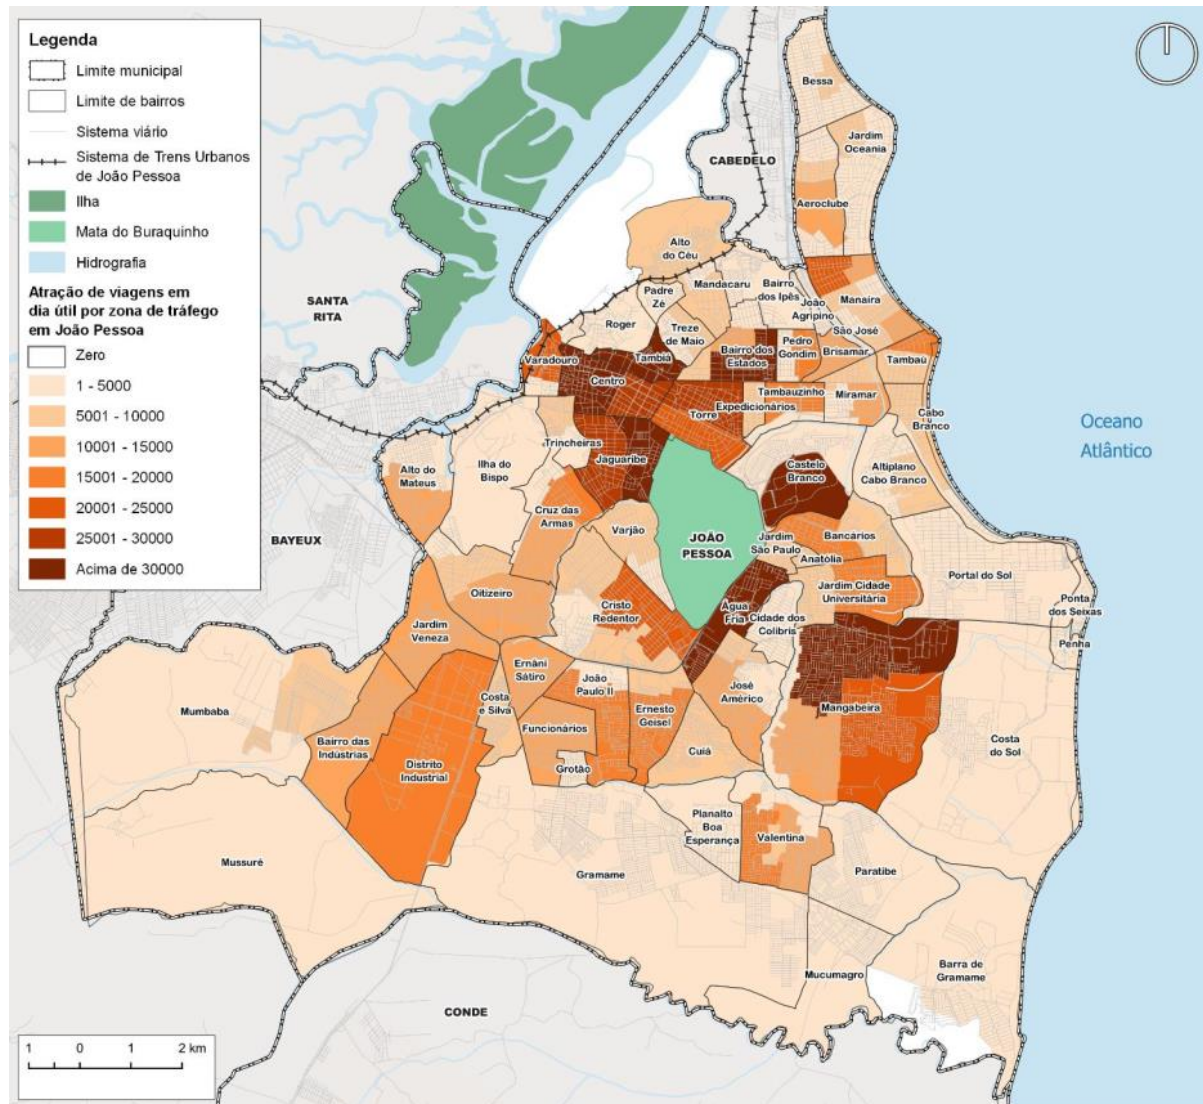 Legenda
Limite municipal
Limite de bairros
Sistema viário
Sistema de Trens Urbanos
de João Pessoa
Ilha
Mata do Buraquinho
Hidrografia
Atração de viagens em
dia útil por zona de tráfego
em João Pessoa
Zero
1 - 5000
5001 - 10000
10001 - 15000
15001 - 20000
20001 - 25000
25001 - 30000
Acima de 30000
Bessa
Jardim
Oceania
CABEDELO
Aeroclube
Alto
do Céu
Mandacaru
Bairro
dos Ipês
Padre
Zé
João
Agripino
Manaíra
São José
SANTA
RITA
Roger
Treze
de Maio
Varadouro
Tambiá
Bairro dos
Estados
Pedro
Gondim
Brisamar
Tambaú
Centro
Torre
Expedicionários
Tambauzinho
Miramar
Cabo
Branco
Oceano
Atlântico
Trincheiras
Ilha do
Bispo
Jaguaribe
Alto do
Mateus
Castelo
Branco
Altiplano
Cabo Branco
Cruz das
Armas
Varjão
JOÃO
PESSOA
BAYEUX
Jardim
São Paulo
Bancários
Anatólia
Portal do Sol
Jardim Cidade
Universitária
Oitizeiro
Cristo
Redentor
Água
Fria
Cidade dos
Colibris
Ponta
dos Seixas
Penha
Jardim
Veneza
Ernâni
Sátiro
João
Paulo II
José
Américo
Mangabeira
Mumbaba
Costa
e Silva
Ernesto
Geisel
Funcionários
Cuiá
Costa
do Sol
Bairro das
Indústrias
Distrito
Industrial
Grotão
Planalto
Boa
Esperança
Valentina
Mussuré
Gramame
Paratibe
Mucumagro
Barra de
Gramame
CONDE
1 0 1 2 km